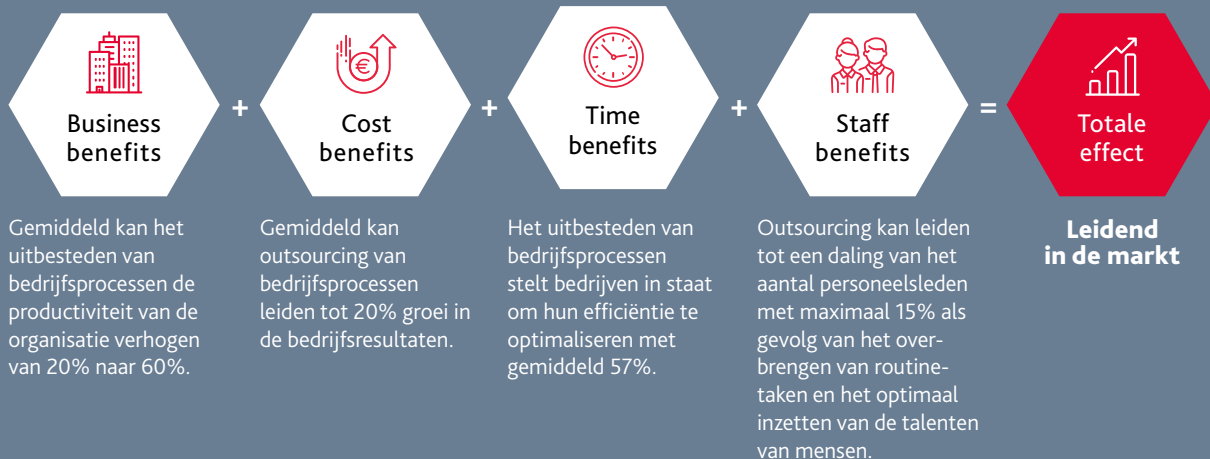 Business
benefits
+
Cost
benefits
+
Time
benefits
+
Staff
benefits
=
Totale
effect
Gemiddeld kan het
uitbesteden van
bedrijfsprocessen de
productiviteit van de
organisatie verhogen
van 20% naar 60%.
Gemiddeld kan
outsourcing van
bedrijfsprocessen
leiden tot 20% groei in
de bedrijfsresultaten.
Het uitbesteden van
bedrijfsprocessen
stelt bedrijven in staat
om hun efficiëntie te
optimaliseren met
gemiddeld 57%.
Outsourcing kan leiden
tot een daling van het
aantal personeelsleden
met maximaal 15% als
gevolg van het over-
brengen van routine-
taken en het optimaal
inzetten van de talenten
van mensen.
Leidend
in de markt